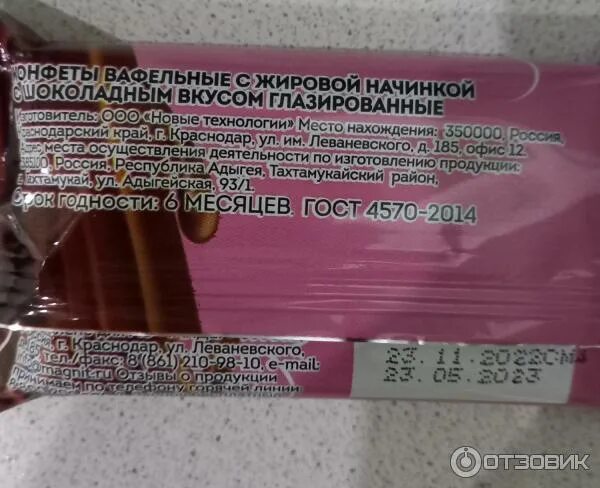 КОНФЕТЫ ВАФЕЛЬНЫЕ С ЖИРОВОЙ НАЧИНКОЙ
С ШОКОЛАДНЫМ ВКУСОМ ГЛАЗИРОВАННЫЕ
Изготовитель: ООО «Новые технологии» Место нахождения: 350000, Россия,
Краснодарский край, г. Краснодар, ул. им. Леваневского, д. 185, офис 12.
места осуществления деятельности по изготовлению продукции:
Россия, Республика Адыгея, Тахтамукайский район,
Тахтамукай, ул. Адыгейская, 93/1.
Срок годности: 6 МЕСЯЦЕВ. ГОСТ 4570-2014
г. Краснодар, ул. Леваневского,
тел./факс: 8 (861) 210-98-10, e-mail:
magnit.ru Отзывы о продукции
принимаем по телефону горячей линии:
23.11.2022СМ
23.05.2023
ОТЗОВИК